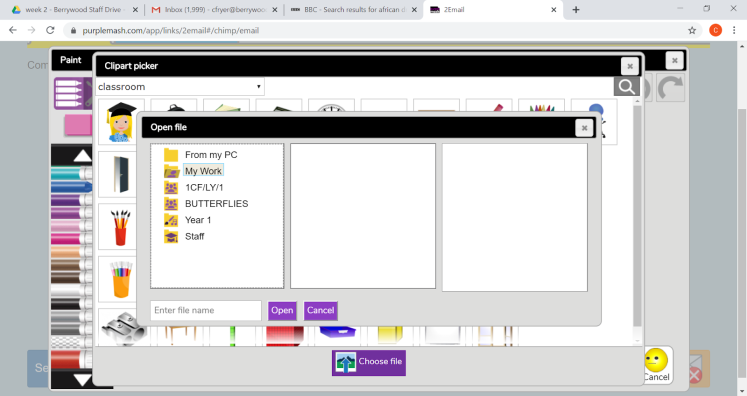 week 2 - Berrywood Staff Drive -
Inbox (1,999) - cfryer@berrywoo
BBC - Search results for african d
2Email
purplemash.com/app/links/2email#/chimp/email
C
Com
Paint
Clipart picker
classroom
Open file
From my PC
My Work
1CF/LY/1
BUTTERFLIES
Year 1
Staff
Enter file name
Open
Cancel
Choose file
Se
Cancel